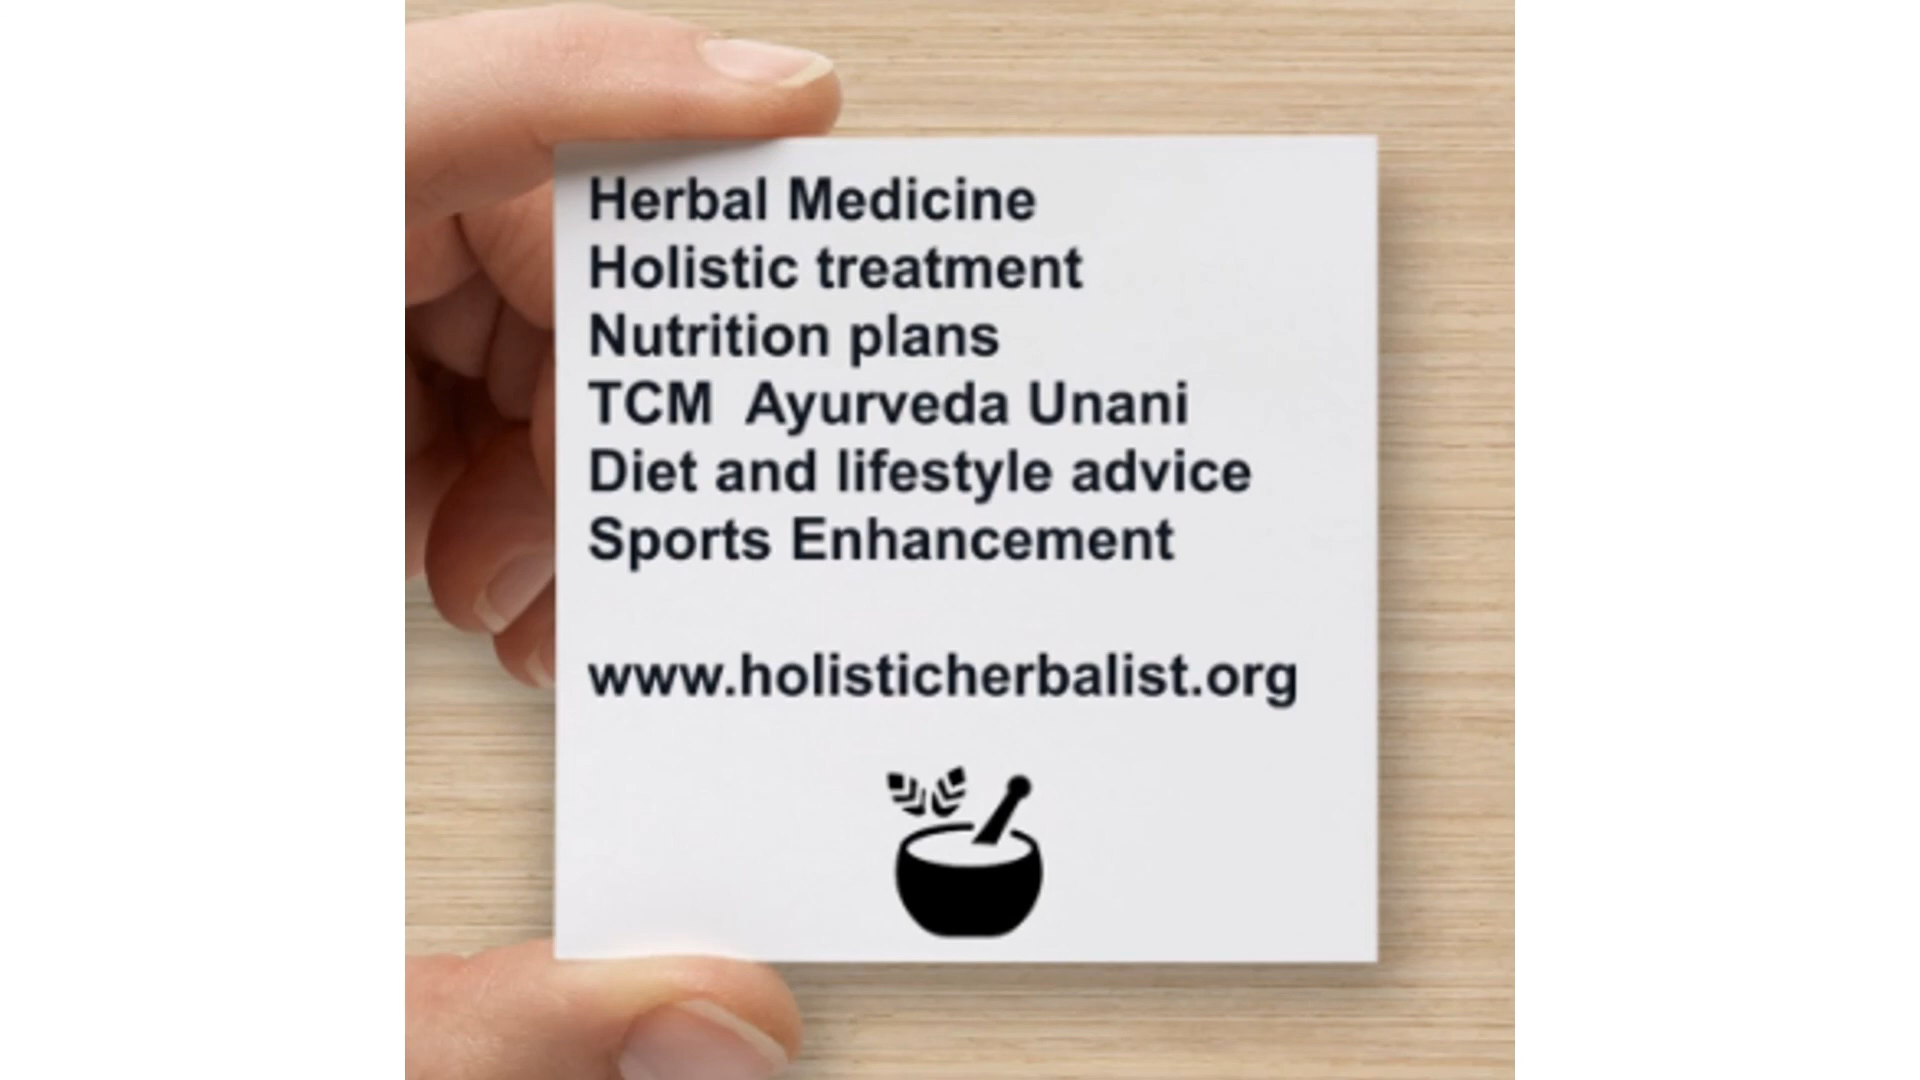 Herbal Medicine
Holistic treatment
Nutrition plans
TCM  Ayurveda Unani
Diet and lifestyle advice
Sports Enhancement
www.holisticherbalist.org